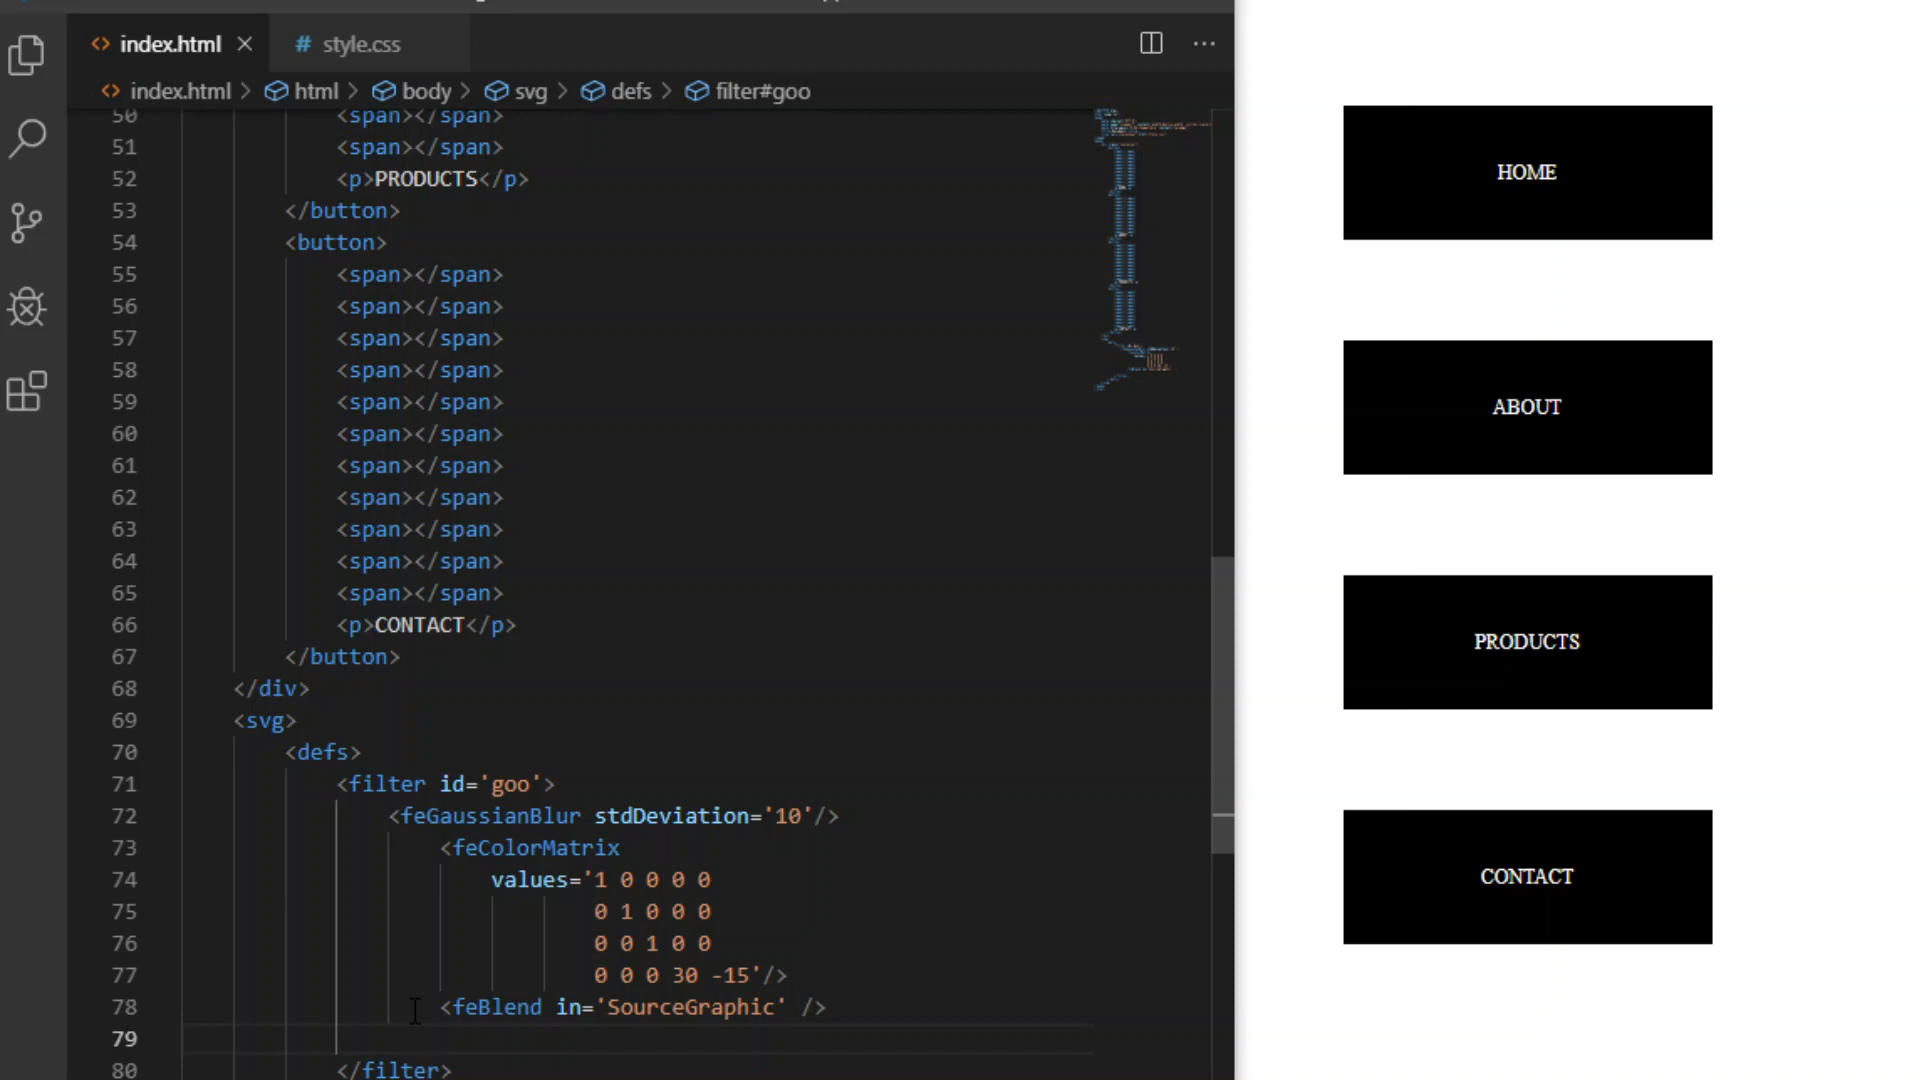 index.html
style.css
index.html > html > body > svg > defs > filter#goo
50 <span></span>
51 <span></span>
52 <p>PRODUCTS</p>
53 </button>
54 <button>
55 <span></span>
56 <span></span>
57 <span></span>
58 <span></span>
59 <span></span>
60 <span></span>
61 <span></span>
62 <span></span>
63 <span></span>
64 <span></span>
65 <span></span>
66 <p>CONTACT</p>
67 </button>
68 </div>
69 <svg>
70 <defs>
71 <filter id='goo'>
72 <feGaussianBlur stdDeviation='10'/>
73 <feColorMatrix
74 values='1 0 0 0 0
75 0 1 0 0 0
76 0 0 1 0 0
77 0 0 0 30 -15'/>
78 <feBlend in='SourceGraphic' />
79
80 </filter>
HOME
ABOUT
PRODUCTS
CONTACT